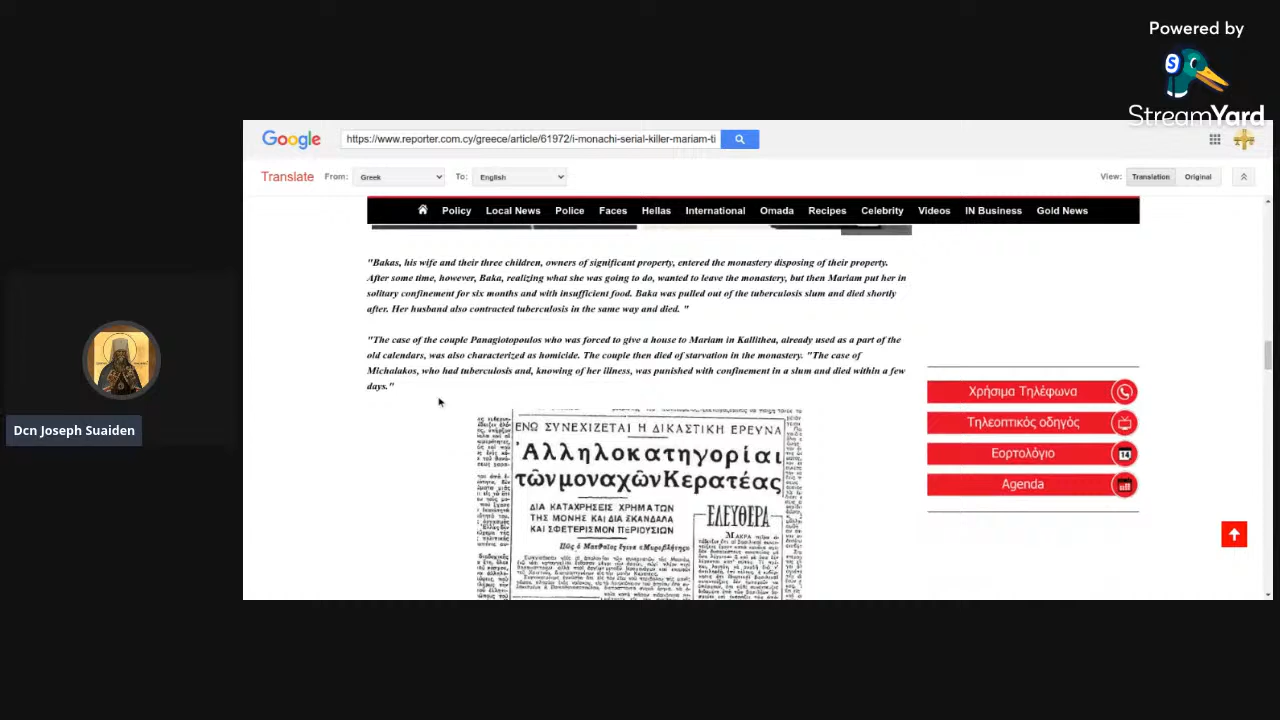 Powered by
StreamYard
Google
https://www.reporter.com.cy/greece/article/61972/i-monachi-serial-killer-mariam-ti
Translate From: Greek To: English View: Translation Original
Policy Local News Police Faces Hellas International Omada Recipes Celebrity Videos IN Business Gold News
"Bakas, his wife and their three children, owners of significant property, entered the monastery disposing of their property.
After some time, however, Baka, realizing what she was going to do, wanted to leave the monastery, but then Mariam put her in
solitary confinement for six months and with insufficient food. Baka was pulled out of the tuberculosis slum and died shortly
after. Her husband also contracted tuberculosis in the same way and died. "
"The case of the couple Panagiotopoulos who was forced to give a house to Mariam in Kallithea, already used as a part of the
old calendars, was also characterized as homicide. The couple then died of starvation in the monastery. "The case of
Michalakos, who had tuberculosis and, knowing of her illness, was punished with confinement in a slum and died within a few
days."
Χρήσιμα Τηλέφωνα
Τηλεοπτικός οδηγός
Εορτολόγιο
14
Agenda
ΕΝΩ ΣΥΝΕΧΙΖΕΤΑΙ Η ΔΙΚΑΣΤΙΚΗ ΕΡΕΥΝΑ
Ἀλληλοκατηγορίαι
τῶν μοναχῶν Κερατέας
ΔΙΑ ΚΑΤΑΧΡΗΣΕΙΣ ΧΡΗΜΑΤΩΝ
ΤΗΣ ΜΟΝΗΣ ΚΑΙ ΔΙΑ ΣΚΑΝΔΑΛΑ
ΚΑΙ ΣΦΕΤΕΡΙΣΜΟΝ ΠΕΡΙΟΥΣΙΩΝ
Πῶς ὁ Ματθαῖος ἔγινε «Μυροβλήτης»
ΕΛΕΥΘΕΡΑ
Dcn Joseph Suaiden